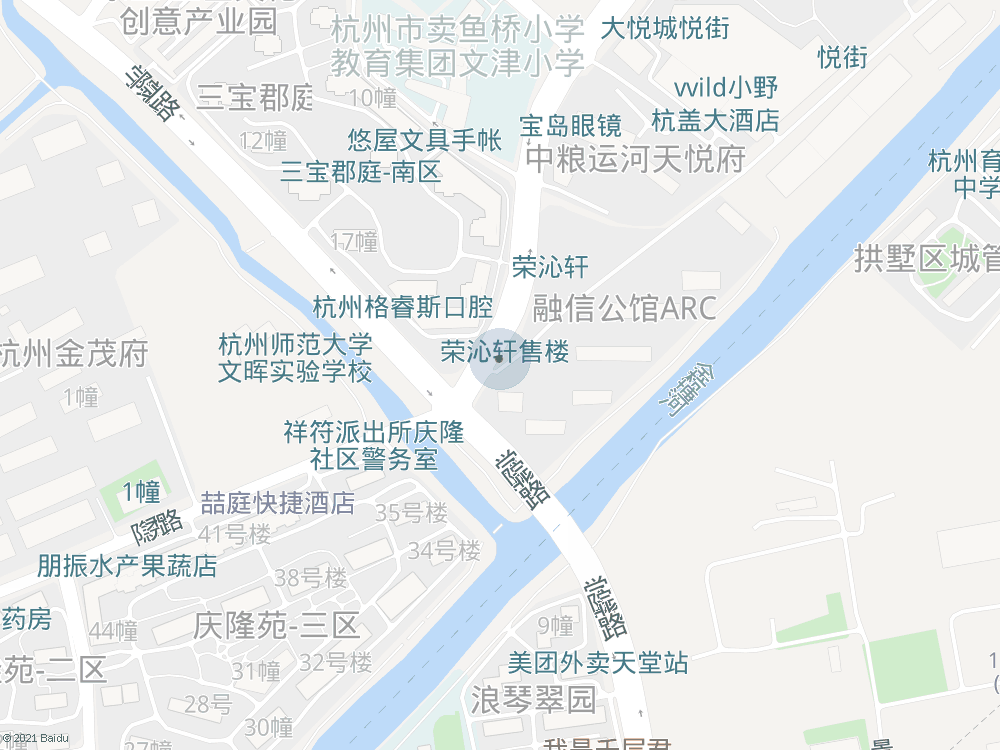 创意产业园
杭州市卖鱼桥小学
教育集团文津小学
大悦城悦街
悦街
学院路
三宝郡庭
10幢
vvild小野
杭盖大酒店
宝岛眼镜
12幢
悠屋文具手帐
三宝郡庭-南区
中粮运河天悦府
杭州育
中学
17幢
荣沁轩
拱墅区城管
杭州格睿斯口腔
融信公馆ARC
杭州金茂府
杭州师范大学
文晖实验学校
荣沁轩售楼
1幢
祥符派出所庆隆
社区警务室
学院路
1幢
喆庭快捷酒店
35号楼
41号楼
34号楼
朋振水产果蔬店
38号楼
药房
44幢
庆隆苑-三区
学院路
9幢
苑-二区
31幢
32号楼
美团外卖天堂站
28号
30幢
浪琴翠园
© 2021 Baidu